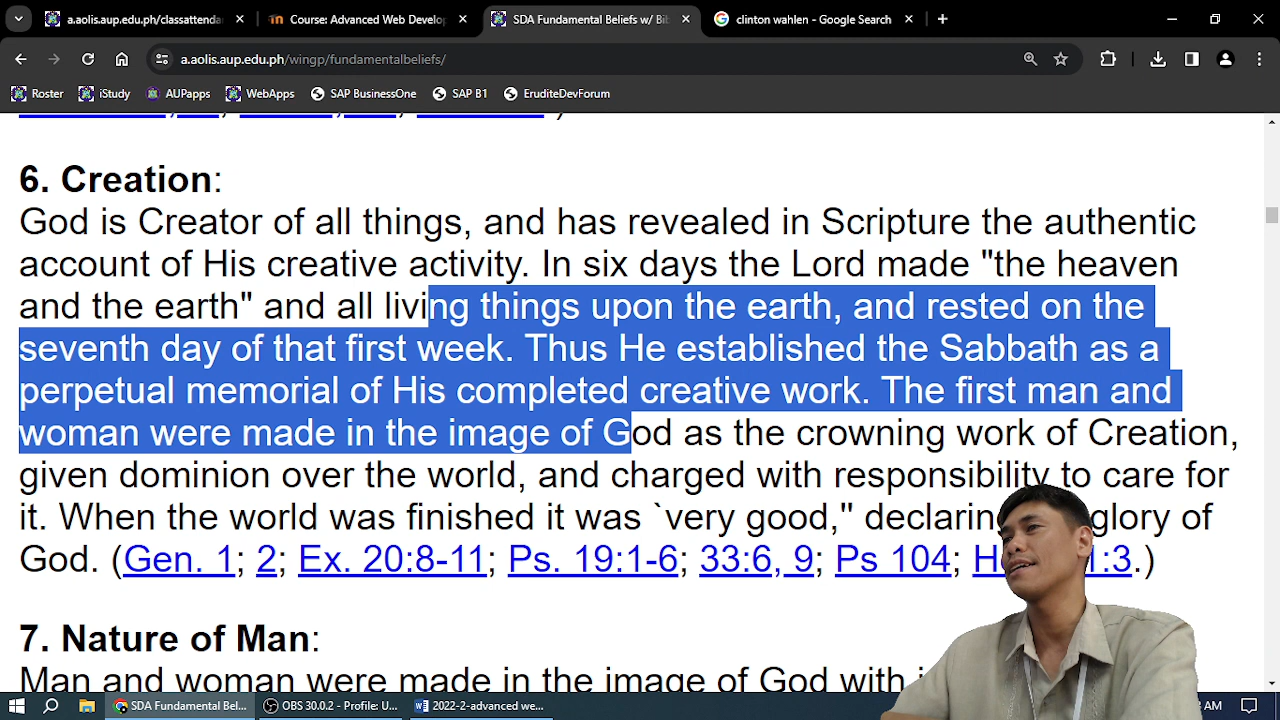 a.aolis.aup.edu.ph/classattenda
Course: Advanced Web Develop
SDA Fundamental Beliefs w/ Bib
clinton wahlen - Google Search
a.aolis.aup.edu.ph/wingp/fundamentalbeliefs/
Roster iStudy AUPapps WebApps SAP BusinessOne SAP B1 EruditeDevForum
6. Creation:
God is Creator of all things, and has revealed in Scripture the authentic
account of His creative activity. In six days the Lord made "the heaven
and the earth" and all living things upon the earth, and rested on the
seventh day of that first week. Thus He established the Sabbath as a
perpetual memorial of His completed creative work. The first man and
woman were made in the image of God as the crowning work of Creation,
given dominion over the world, and charged with responsibility to care for
it. When the world was finished it was `very good,'' glory of
God. (Gen. 1; 2; Ex. 20:8-11; Ps. 19:1-6; 33:6, 9; Ps 104; 1:3.)
7. Nature of Man:
Man and woman were made in the image of God with
SDA Fundamental Bel... OBS 30.0.2 - Profile: U... 2022-2-advanced we... AM